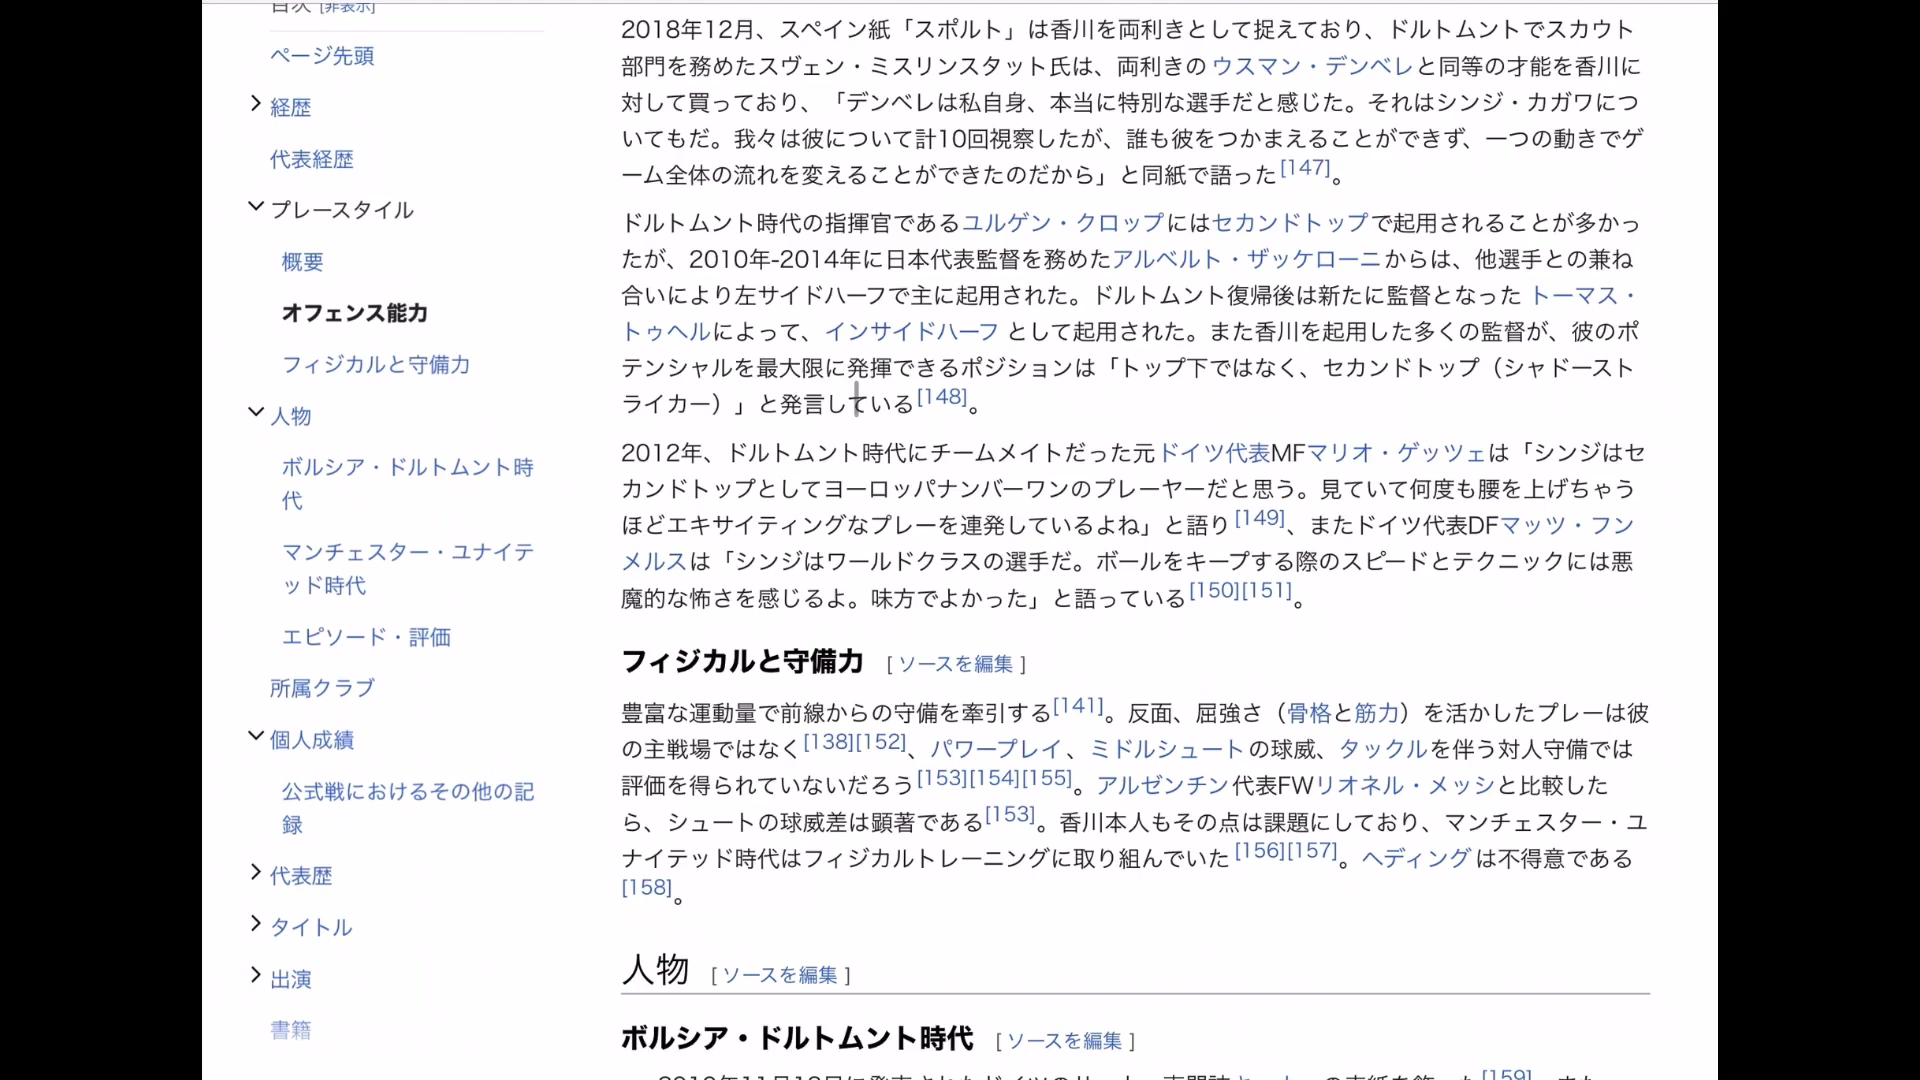 目次 [非表示]
ページ先頭
経歴
代表経歴
プレースタイル
概要
オフェンス能力
フィジカルと守備力
人物
ボルシア・ドルトムント時
代
マンチェスター・ユナイテ
ッド時代
エピソード・評価
所属クラブ
個人成績
公式戦におけるその他の記
録
代表歴
タイトル
出演
書籍
2018年12月、スペイン紙「スポルト」は香川を両利きとして捉えており、ドルトムントでスカウト
部門を務めたスヴェン・ミスリンスタット氏は、両利きのウスマン・デンベレと同等の才能を香川に
対して買っており、「デンベレは私自身、本当に特別な選手だと感じた。それはシンジ・カガワにつ
いてもだ。我々は彼について計10回視察したが、誰も彼をつかまえることができず、一つの動きでゲ
ーム全体の流れを変えることができたのだから」と同紙で語った[147]。
ドルトムント時代の指揮官であるユルゲン・クロップにはセカンドトップで起用されることが多かっ
たが、2010年-2014年に日本代表監督を務めたアルベルト・ザッケローニからは、他選手との兼ね
合いにより左サイドハーフで主に起用された。ドルトムント復帰後は新たに監督となったトーマス・
トゥヘルによって、インサイドハーフとして起用された。また香川を起用した多くの監督が、彼のポ
テンシャルを最大限に発揮できるポジションは「トップ下ではなく、セカンドトップ（シャドースト
ライカー）」と発言している[148]。
2012年、ドルトムント時代にチームメイトだった元ドイツ代表MFマリオ・ゲッツェは「シンジはセ
カンドトップとしてヨーロッパナンバーワンのプレーヤーだと思う。見ていて何度も腰を上げちゃう
ほどエキサイティングなプレーを連発しているよね」と語り[149]、またドイツ代表DFマッツ・フン
メルスは「シンジはワールドクラスの選手だ。ボールをキープする際のスピードとテクニックには悪
魔的な怖さを感じるよ。味方でよかった」と語っている[150][151]。
フィジカルと守備力 [ ソースを編集 ]
豊富な運動量で前線からの守備を牽引する[141]。反面、屈強さ（骨格と筋力）を活かしたプレーは彼
の主戦場ではなく[138][152]、パワープレイ、ミドルシュートの球威、タックルを伴う対人守備では
評価を得られていないだろう[153][154][155]。アルゼンチン代表FWリオネル・メッシと比較した
ら、シュートの球威差は顕著である[153]。香川本人もその点は課題にしており、マンチェスター・ユ
ナイテッド時代はフィジカルトレーニングに取り組んでいた[156][157]。ヘディングは不得意である
[158]。
人物 [ ソースを編集 ]
ボルシア・ドルトムント時代 [ ソースを編集 ]